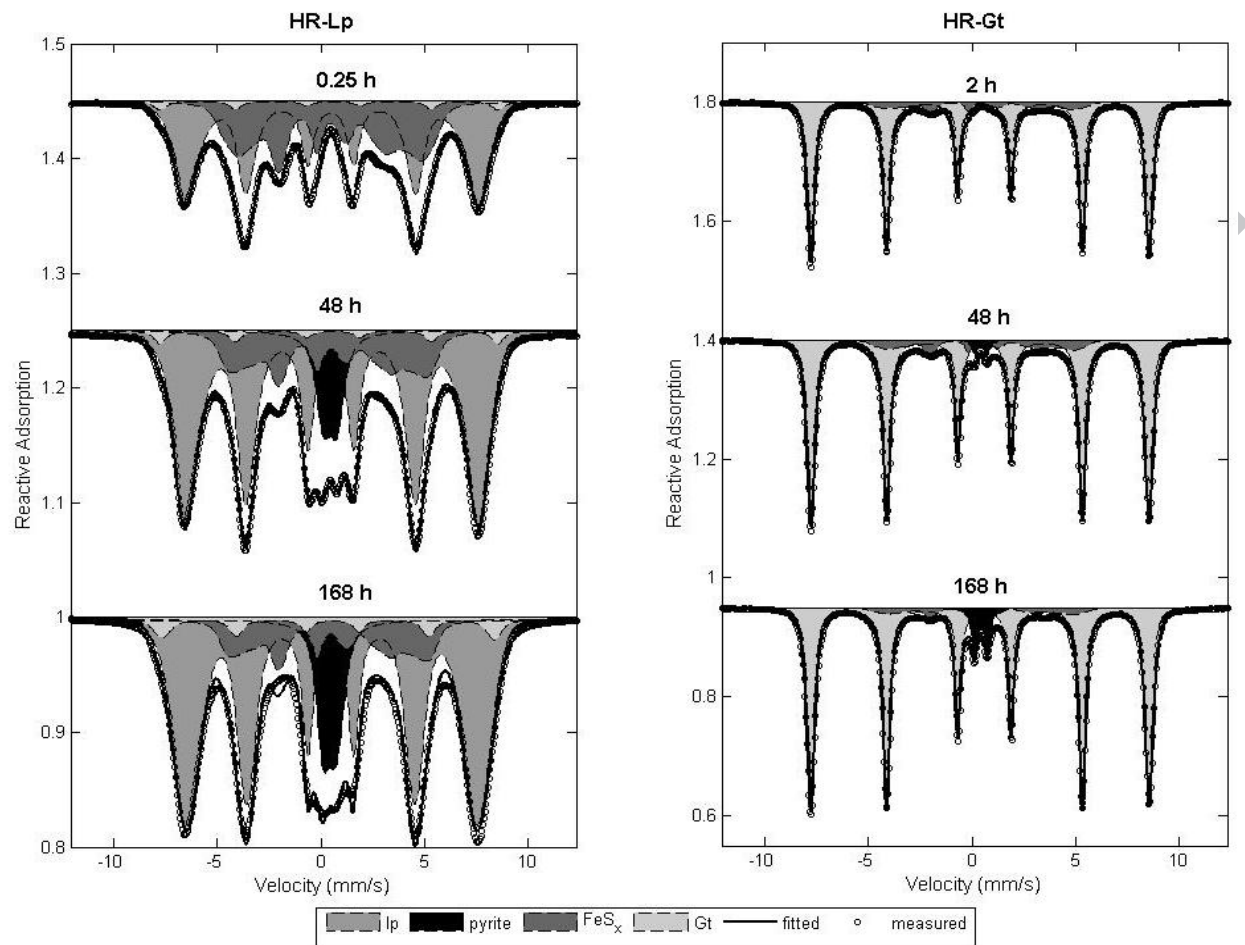 HR-Lp
1.5
0.25 h
1.4
1.3
48 h
1.2
1.1
168 h
1
0.9
0.8
-10 -5 0 5 10
Velocity (mm/s)
Reactive Adsorption
HR-Gt
2 h
1.8
1.6
48 h
1.4
1.2
1
168 h
0.8
0.6
-10 -5 0 5 10
Velocity (mm/s)
Reactive Adsorption
lp pyrite FeSx Gt fitted measured